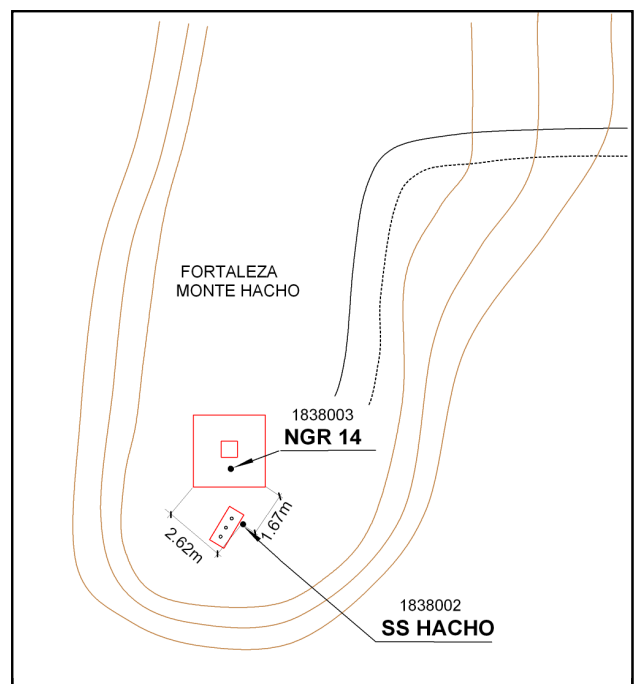 FORTALEZA
MONTE HACHO
1838003
NGR 14
2.62m
1.67m
1838002
SS HACHO